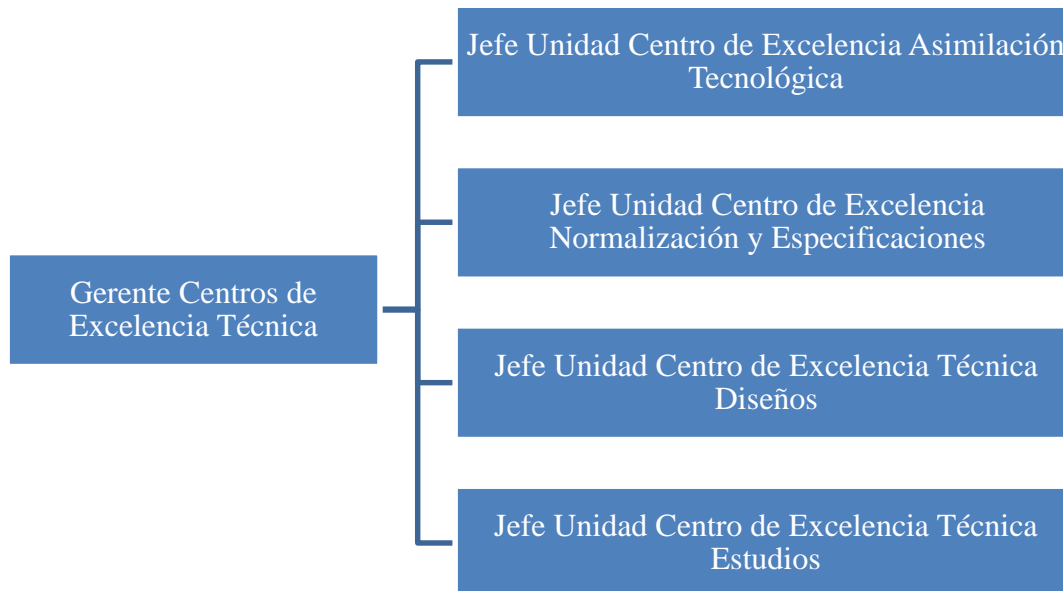 Jefe Unidad Centro de Excelencia Asimilación
Tecnológica
Jefe Unidad Centro de Excelencia
Normalización y Especificaciones
Gerente Centros de
Excelencia Técnica
Jefe Unidad Centro de Excelencia Técnica
Diseños
Jefe Unidad Centro de Excelencia Técnica
Estudios